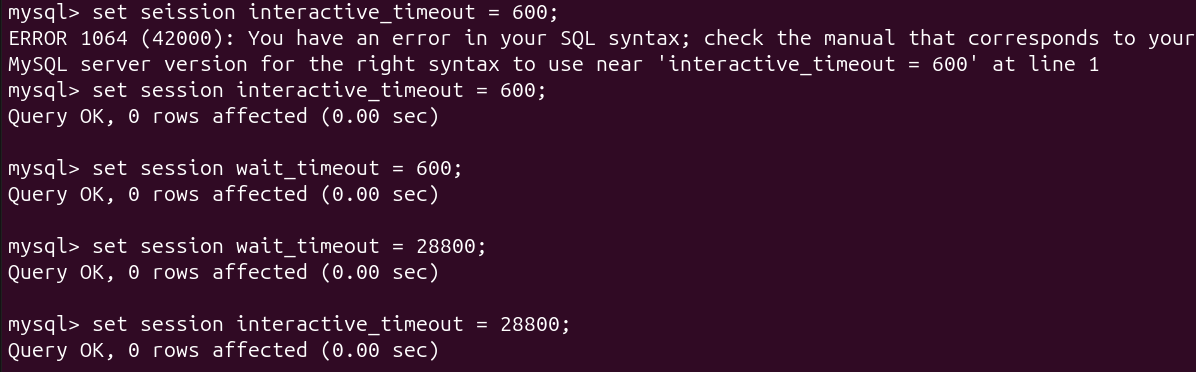 mysql> set seission interactive_timeout = 600;
ERROR 1064 (42000): You have an error in your SQL syntax; check the manual that corresponds to your
MySQL server version for the right syntax to use near 'interactive_timeout = 600' at line 1
mysql> set session interactive_timeout = 600;
Query OK, 0 rows affected (0.00 sec)
mysql> set session wait_timeout = 600;
Query OK, 0 rows affected (0.00 sec)
mysql> set session wait_timeout = 28800;
Query OK, 0 rows affected (0.00 sec)
mysql> set session interactive_timeout = 28800;
Query OK, 0 rows affected (0.00 sec)